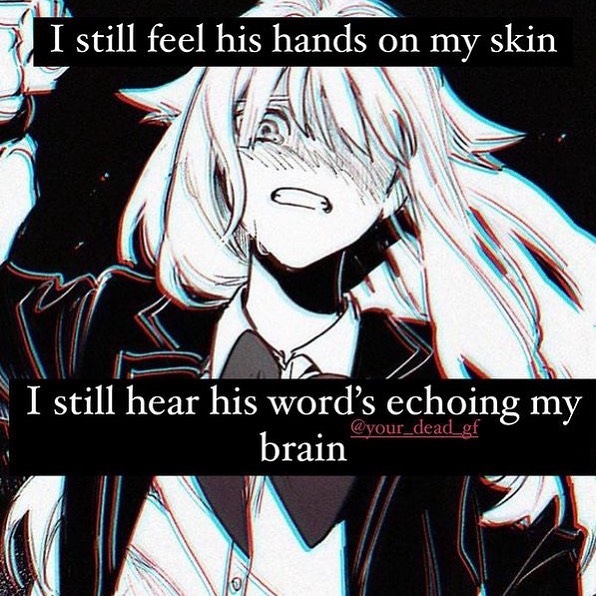 I still feel his hands on my skin
I still hear his word's echoing my
@your_dead_gf
brain